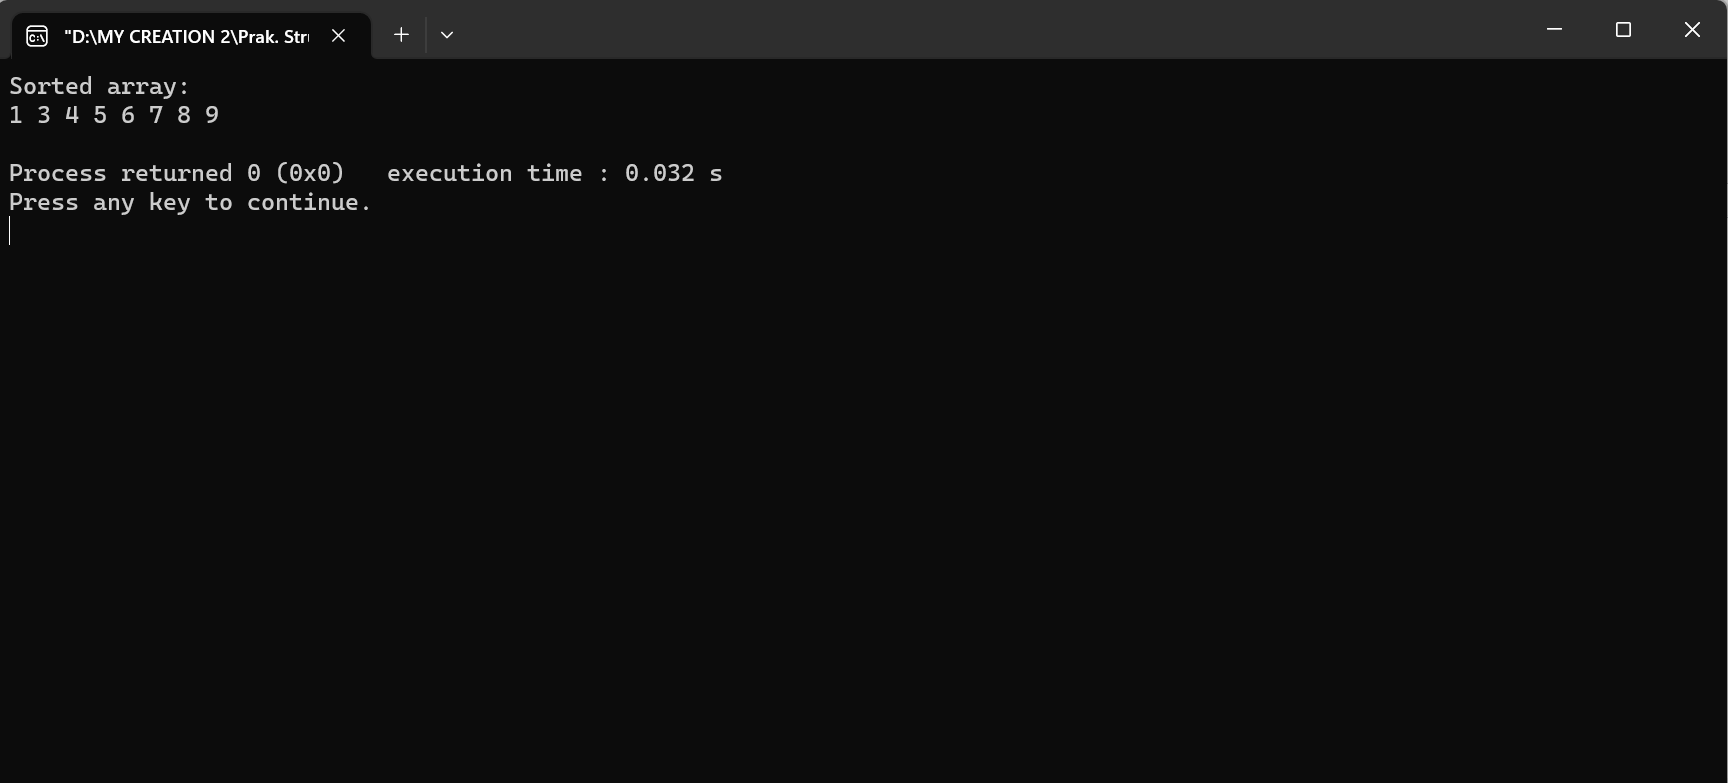 "D:\MY CREATION 2\Prak. Str
Sorted array:
1 3 4 5 6 7 8 9
Process returned 0 (0x0)   execution time : 0.032 s
Press any key to continue.